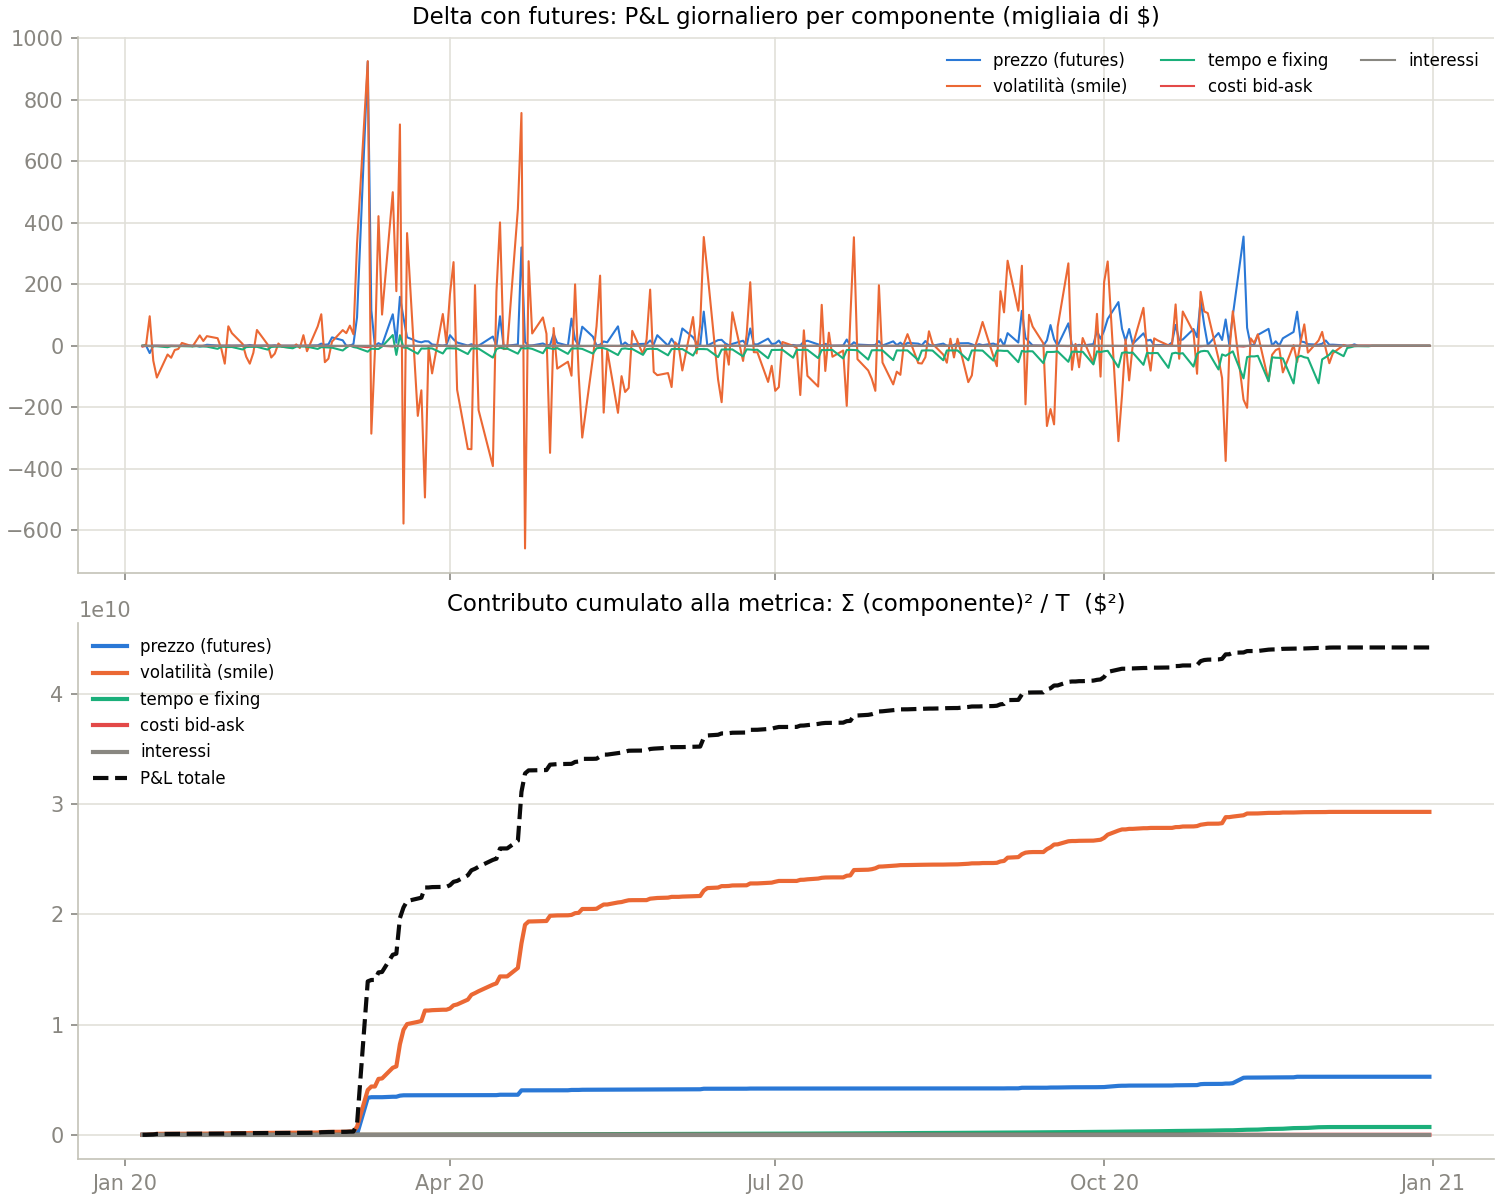 Delta con futures: P&L giornaliero per componente (migliaia di $)
1000
800
600
400
200
0
−200
−400
−600
prezzo (futures)
volatilità (smile)
tempo e fixing
costi bid-ask
interessi
Contributo cumulato alla metrica: Σ (componente)² / T ($²)
1e10
4
3
2
1
0
prezzo (futures)
volatilità (smile)
tempo e fixing
costi bid-ask
interessi
P&L totale
Jan 20
Apr 20
Jul 20
Oct 20
Jan 21